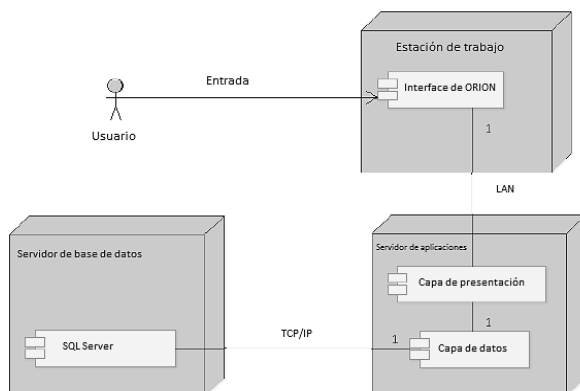 Estación de trabajo
Entrada
Interface de ORION
Usuario
1
LAN
Servidor de base de datos
Servidor de aplicaciones
Capa de presentación
1
TCP/IP
1
SQL Server
Capa de datos